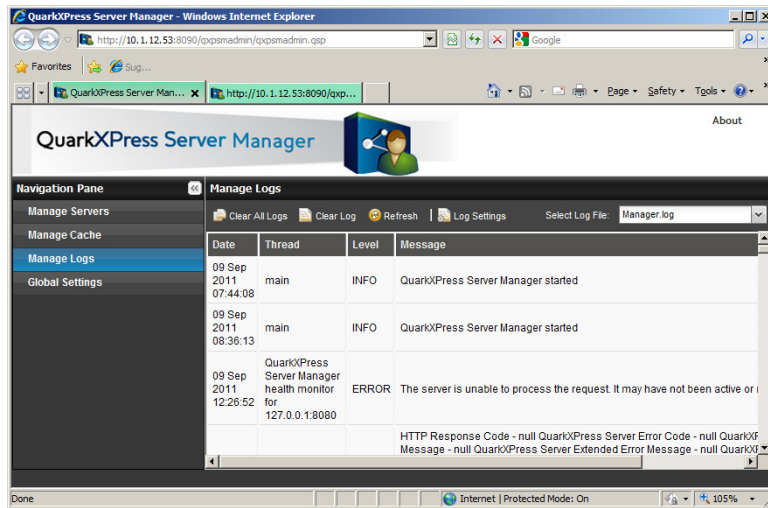 QuarkXPress Server Manager - Windows Internet Explorer
http://10.1.12.53:8090/qxpsmadmin/qxpsmadmin.qsp
Google
Favorites Sug...
QuarkXPress Server Man... X http://10.1.12.53:8090/qxp...
Page Safety Tools
About
QuarkXPress Server Manager
Navigation Pane
Manage Servers
Manage Cache
Manage Logs
Global Settings
Manage Logs
Clear All Logs Clear Log Refresh Log Settings Select Log File: Manager.log
Date Thread Level Message
09 Sep
2011
07:44:08
main INFO QuarkXPress Server Manager started
09 Sep
2011
08:36:13
main INFO QuarkXPress Server Manager started
09 Sep
2011
12:26:52
QuarkXPress
Server Manager
health monitor
for
127.0.0.1:8080
ERROR The server is unable to process the request. It may have not been active or
HTTP Response Code - null QuarkXPress Server Error Code - null
Message - null QuarkXPress Server Extended Error Message - null
Done Internet | Protected Mode: On 105%